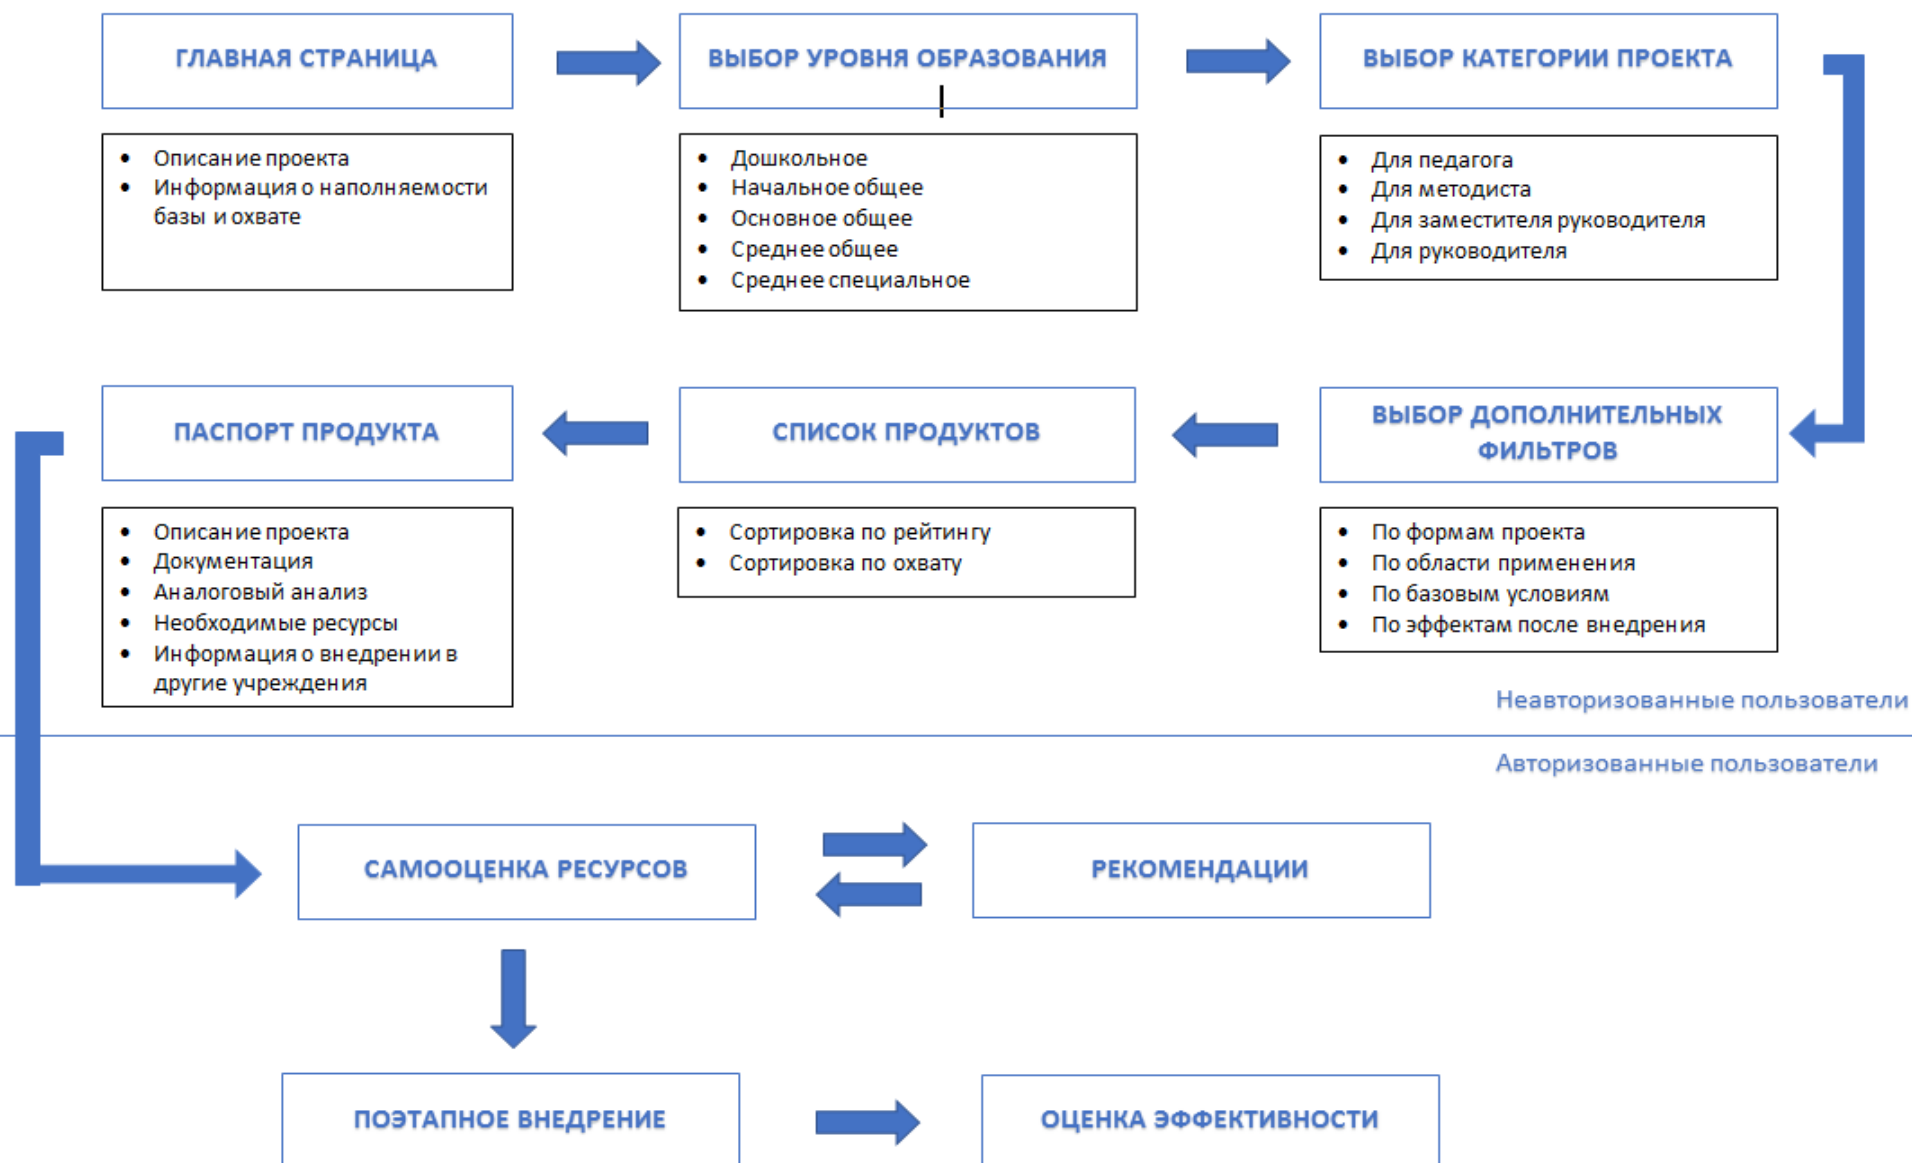 ГЛАВНАЯ СТРАНИЦА
ВЫБОР УРОВНЯ ОБРАЗОВАНИЯ
ВЫБОР КАТЕГОРИИ ПРОЕКТА
• Описание проекта
• Информация о наполняемости
базы и охвате
• Дошкольное
• Начальное общее
• Основное общее
• Среднее общее
• Среднее специальное
• Для педагога
• Для методиста
• Для заместителя руководителя
• Для руководителя
ПАСПОРТ ПРОДУКТА
СПИСОК ПРОДУКТОВ
ВЫБОР ДОПОЛНИТЕЛЬНЫХ
ФИЛЬТРОВ
• Описание проекта
• Документация
• Аналоговый анализ
• Необходимые ресурсы
• Информация о внедрении в
другие учреждения
• Сортировка по рейтингу
• Сортировка по охвату
• По формам проекта
• По области применения
• По базовым условиям
• По эффектам после внедрения
Неавторизованные пользователи
Авторизованные пользователи
САМООЦЕНКА РЕСУРСОВ
РЕКОМЕНДАЦИИ
ПОЭТАПНОЕ ВНЕДРЕНИЕ
ОЦЕНКА ЭФФЕКТИВНОСТИ